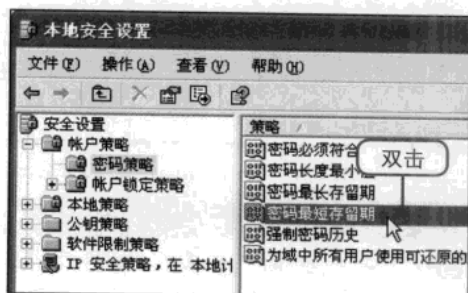 本地安全设置
文件(F) 操作(A) 查看(V) 帮助(H)
安全设置
帐户策略
密码策略
帐户锁定策略
本地策略
公钥策略
软件限制策略
IP 安全策略，在 本地计
策略
密码必须符合
密码长度最小
密码最长存留期
密码最短存留期
强制密码历史
为域中所有用户使用可还原的
双击